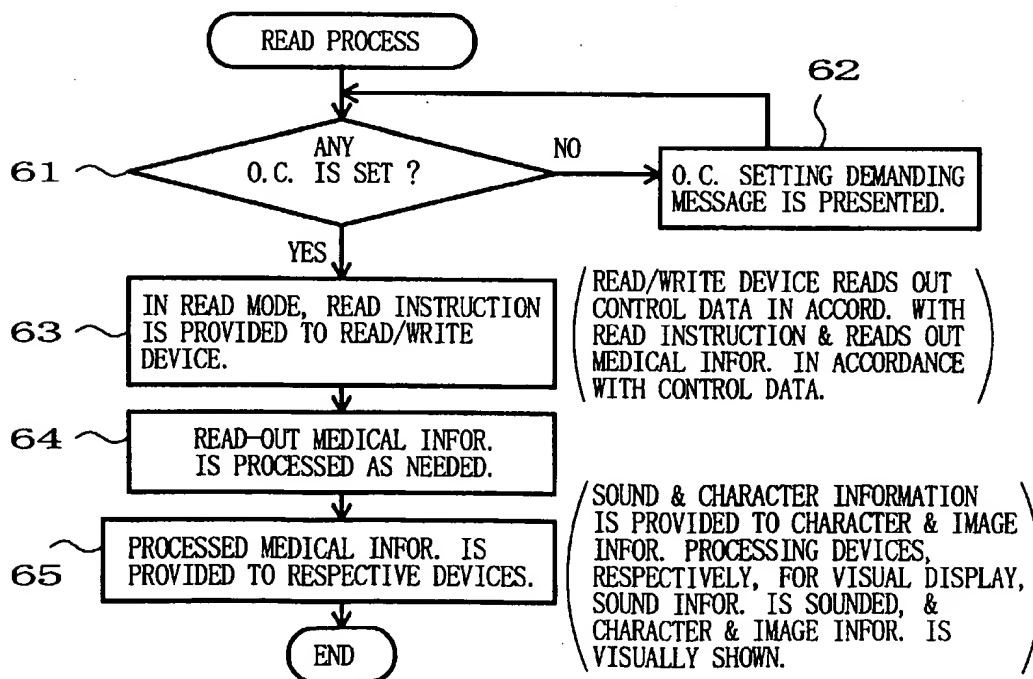 READ PROCESS
62
ANY
O.C. IS SET ?
NO
61
O.C. SETTING DEMANDING
MESSAGE IS PRESENTED.
YES
63
IN READ MODE, READ INSTRUCTION
IS PROVIDED TO READ/WRITE
DEVICE.
READ/WRITE DEVICE READS OUT
CONTROL DATA IN ACCORD. WITH
READ INSTRUCTION & READS OUT
MEDICAL INFOR. IN ACCORDANCE
WITH CONTROL DATA.
64
READ-OUT MEDICAL INFOR.
IS PROCESSED AS NEEDED.
65
PROCESSED MEDICAL INFOR. IS
PROVIDED TO RESPECTIVE DEVICES.
SOUND & CHARACTER INFORMATION
IS PROVIDED TO CHARACTER & IMAGE
INFOR. PROCESSING DEVICES,
RESPECTIVELY, FOR VISUAL DISPLAY,
SOUND INFOR. IS SOUNDED, &
CHARACTER & IMAGE INFOR. IS
VISUALLY SHOWN.
END